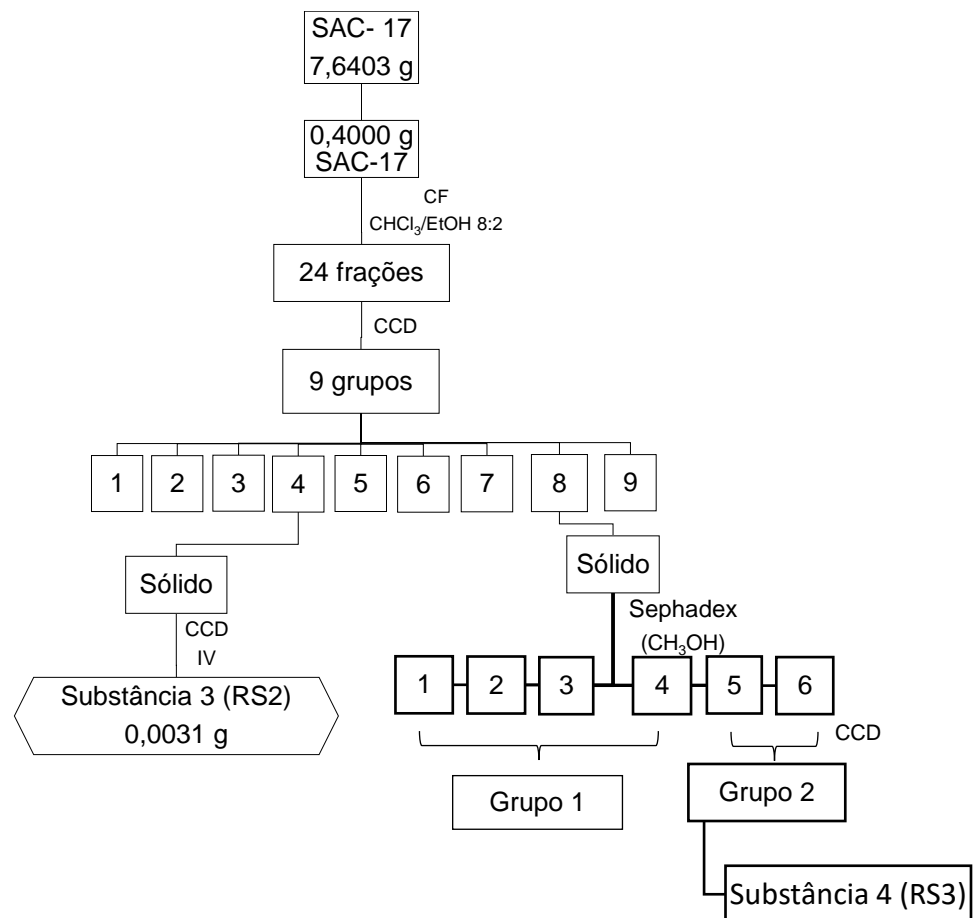 SAC- 17
7,6403 g
0,4000 g
SAC-17
CF
CHCl₃/EtOH 8:2
24 frações
CCD
9 grupos
1 2 3 4 5 6 7 8 9
Sólido
CCD
IV
Substância 3 (RS2)
0,0031 g
Sólido
Sephadex
(CH₃OH)
1 2 3 4 5 6
CCD
Grupo 1
Grupo 2
Substância 4 (RS3)